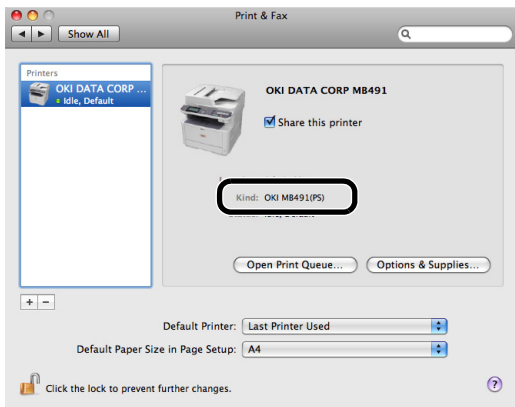 Print & Fax
Show All
Printers
OKI DATA CORP ...
Idle, Default
OKI DATA CORP MB491
Share this printer
Kind: OKI MB491(PS)
Open Print Queue...
Options & Supplies...
+ −
Default Printer: Last Printer Used
Default Paper Size in Page Setup: A4
Click the lock to prevent further changes.
?